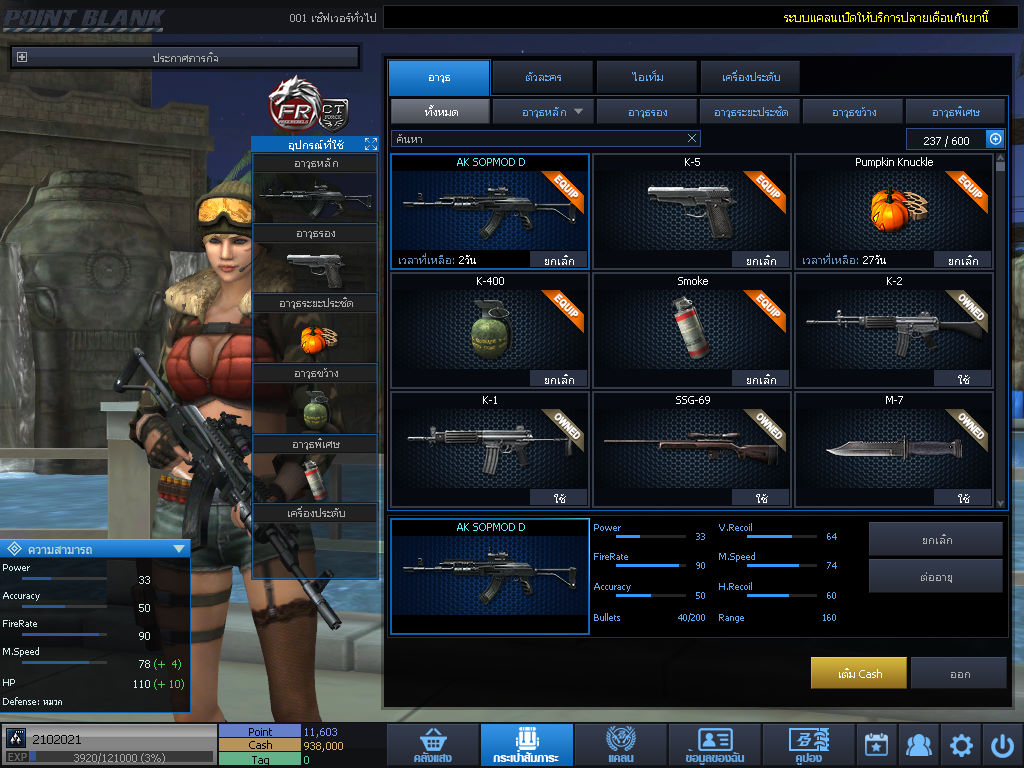 POINT BLANK
001 เซิฟเวอร์ทั่วไป
ระบบแคลนเปิดให้บริการปลายเดือนกันยานี้
ประกาศภารกิจ
FR
CT
FORCE
อุปกรณ์ที่ใช้
อาวุธหลัก
อาวุธรอง
อาวุธระยะประชิด
อาวุธขว้าง
อาวุธพิเศษ
เครื่องประดับ
อาวุธ ตัวละคร ไอเท็ม เครื่องประดับ
ทั้งหมด อาวุธหลัก อาวุธรอง อาวุธระยะประชิด อาวุธขว้าง อาวุธพิเศษ
ค้นหา
237 / 600
AK SOPMOD D K-5 Pumpkin Knuckle
EQUIP EQUIP EQUIP
เวลาที่เหลือ: 2วัน ยกเลิก ยกเลิก เวลาที่เหลือ: 27วัน ยกเลิก
K-400 Smoke K-2
EQUIP EQUIP OWNED
ยกเลิก ยกเลิก ใช้
K-1 SSG-69 M-7
OWNED OWNED OWNED
ใช้ ใช้ ใช้
AK SOPMOD D
Power 33 V.Recoil 64
FireRate 90 M.Speed 74
Accuracy 50 H.Recoil 60
Bullets 40/200 Range 160
ยกเลิก
ต่ออายุ
เติม Cash ออก
ความสามารถ
Power
33
Accuracy
50
FireRate
90
M.Speed
78 (+ 4)
HP
110 (+ 10)
Defense: หมวก
2102021
EXP 3920/121000 (3%)
Point 11,603
Cash 938,000
Tag 0
คลังแสง กระเป๋าสัมภาระ แคลน ข้อมูลของฉัน คูปอง